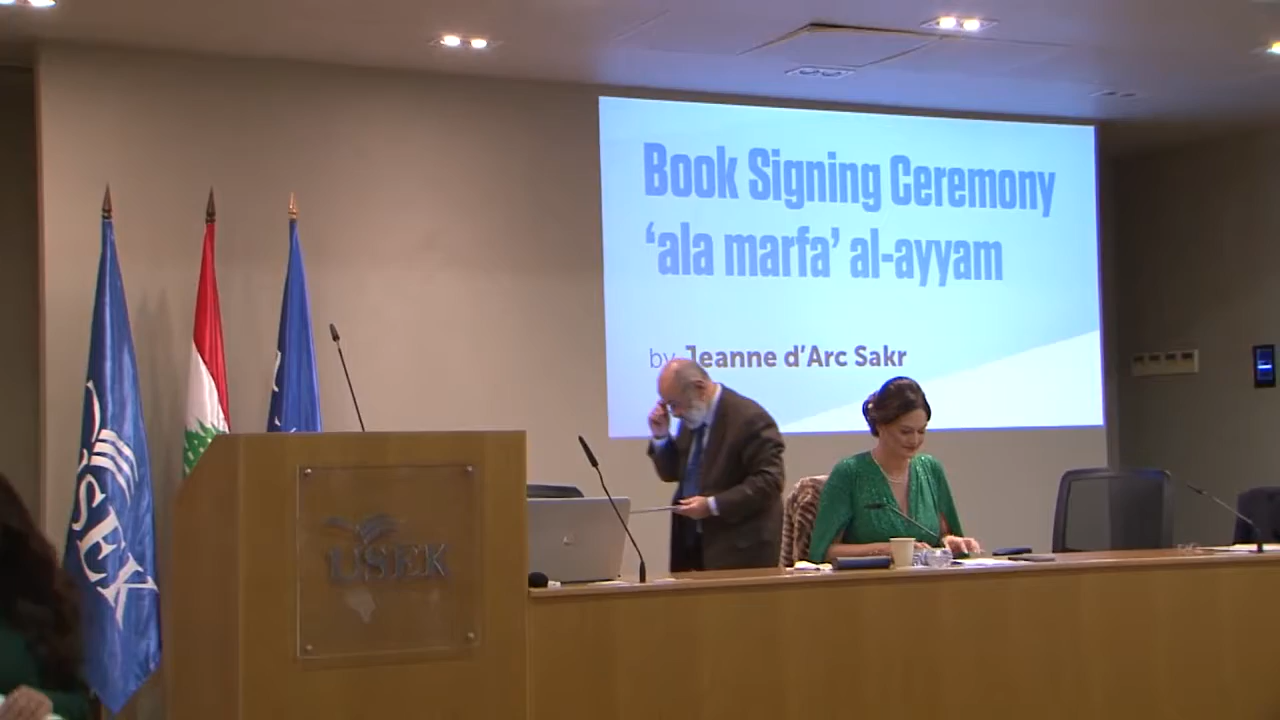 Book Signing Ceremony
‘ala marfa’ al-ayyam
by Jeanne d’Arc Sakr
USEK
USEK